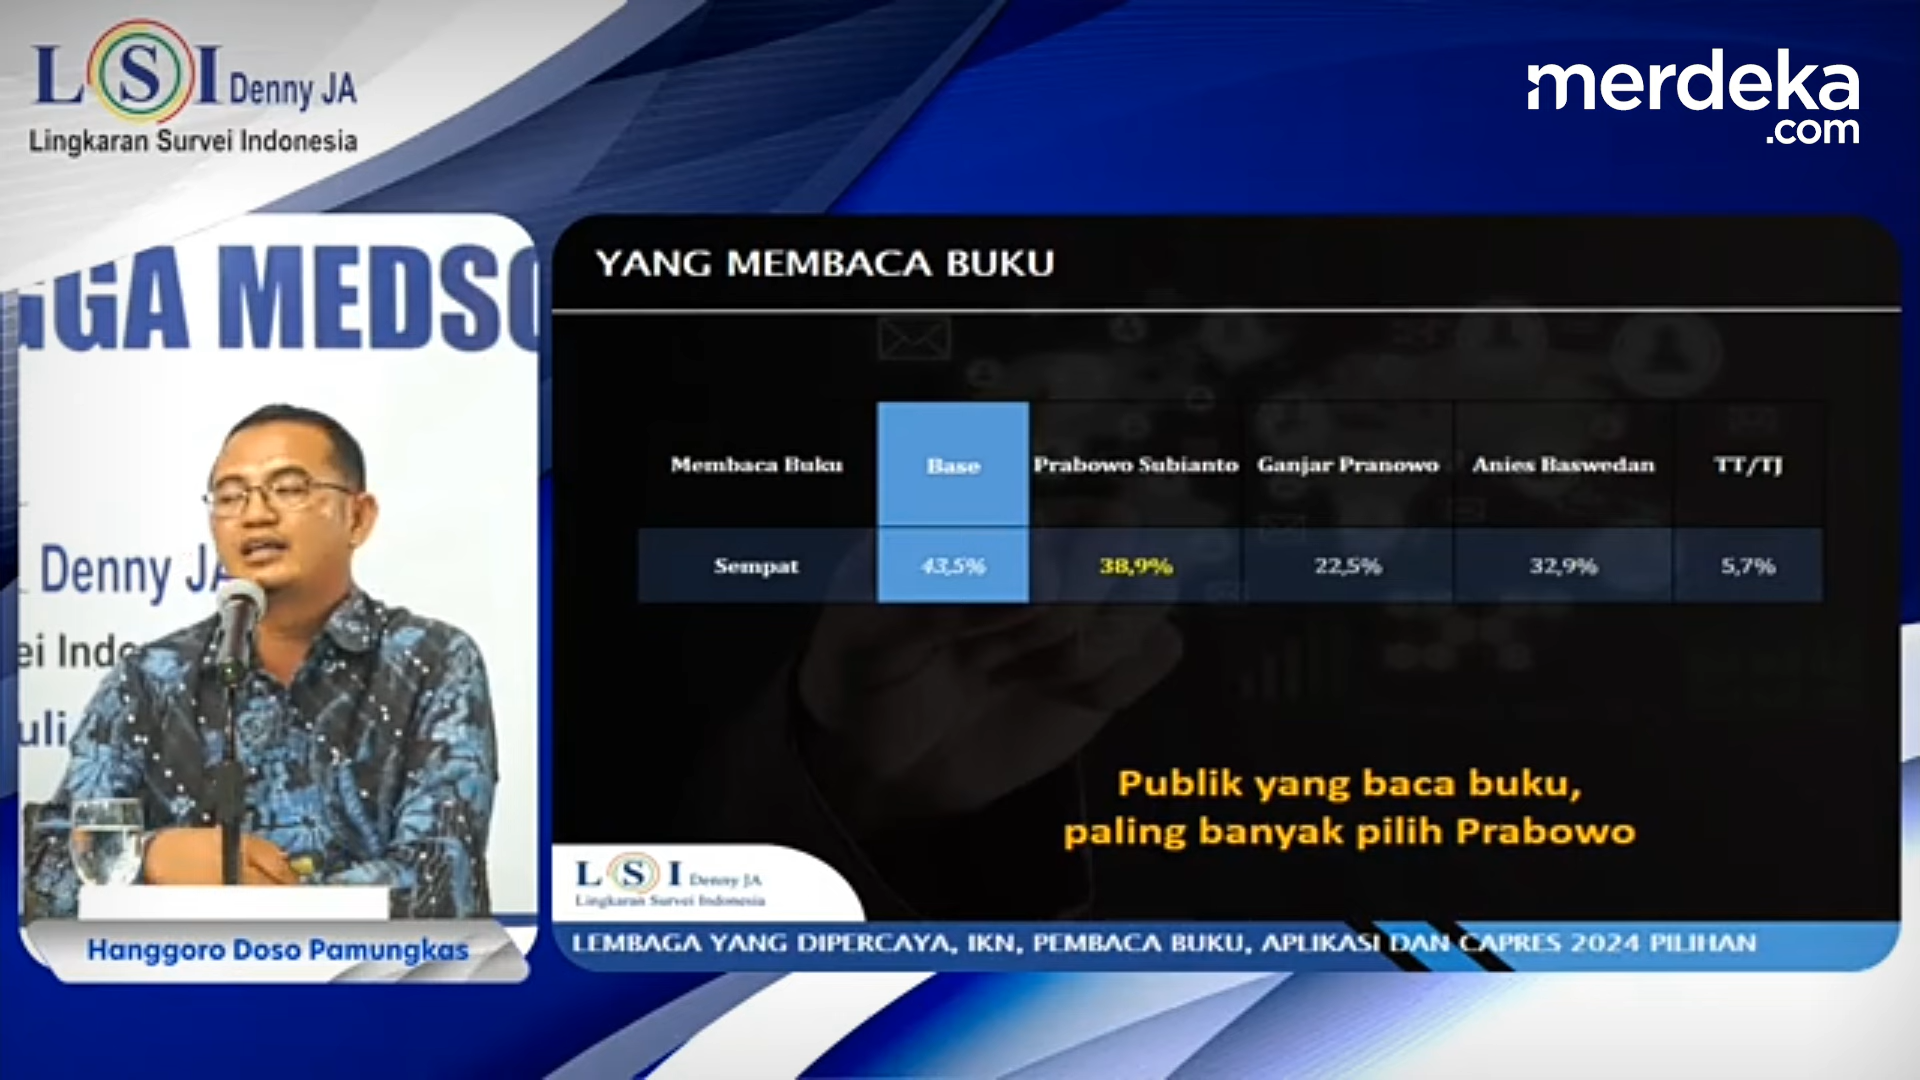 LSI Denny JA
Lingkaran Survei Indonesia
merdeka
.com
GGA MEDSO
Denny JA
ei Indo
uli
Hanggoro Doso Pamungkas
YANG MEMBACA BUKU
Membaca Buku Base Prabowo Subianto Ganjar Pranowo Anies Baswedan TT/TJ
Sempat 43,5% 38,9% 22,5% 32,9% 5,7%
Publik yang baca buku,
paling banyak pilih Prabowo
LSI Denny JA
Lingkaran Survei Indonesia
LEMBAGA YANG DIPERCAYA, IKN, PEMBACA BUKU, APLIKASI DAN CAPRES 2024 PILIHAN